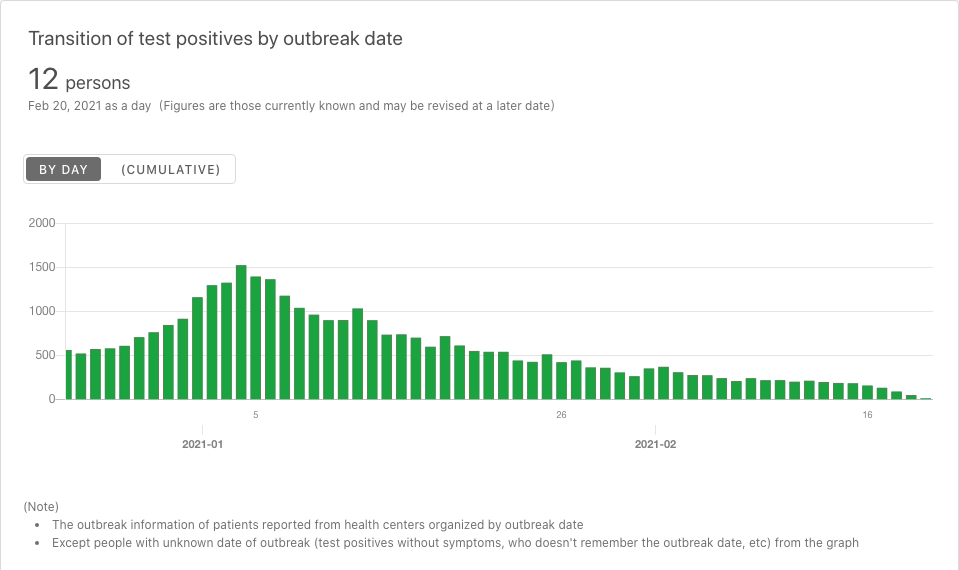 Transition of test positives by outbreak date
12 persons
Feb 20, 2021 as a day (Figures are those currently known and may be revised at a later date)
BY DAY (CUMULATIVE)
2000
1500
1000
500
0
5 26 16
2021-01 2021-02
(Note)
• The outbreak information of patients reported from health centers organized by outbreak date
• Except people with unknown date of outbreak (test positives without symptoms, who doesn't remember the outbreak date, etc) from the graph